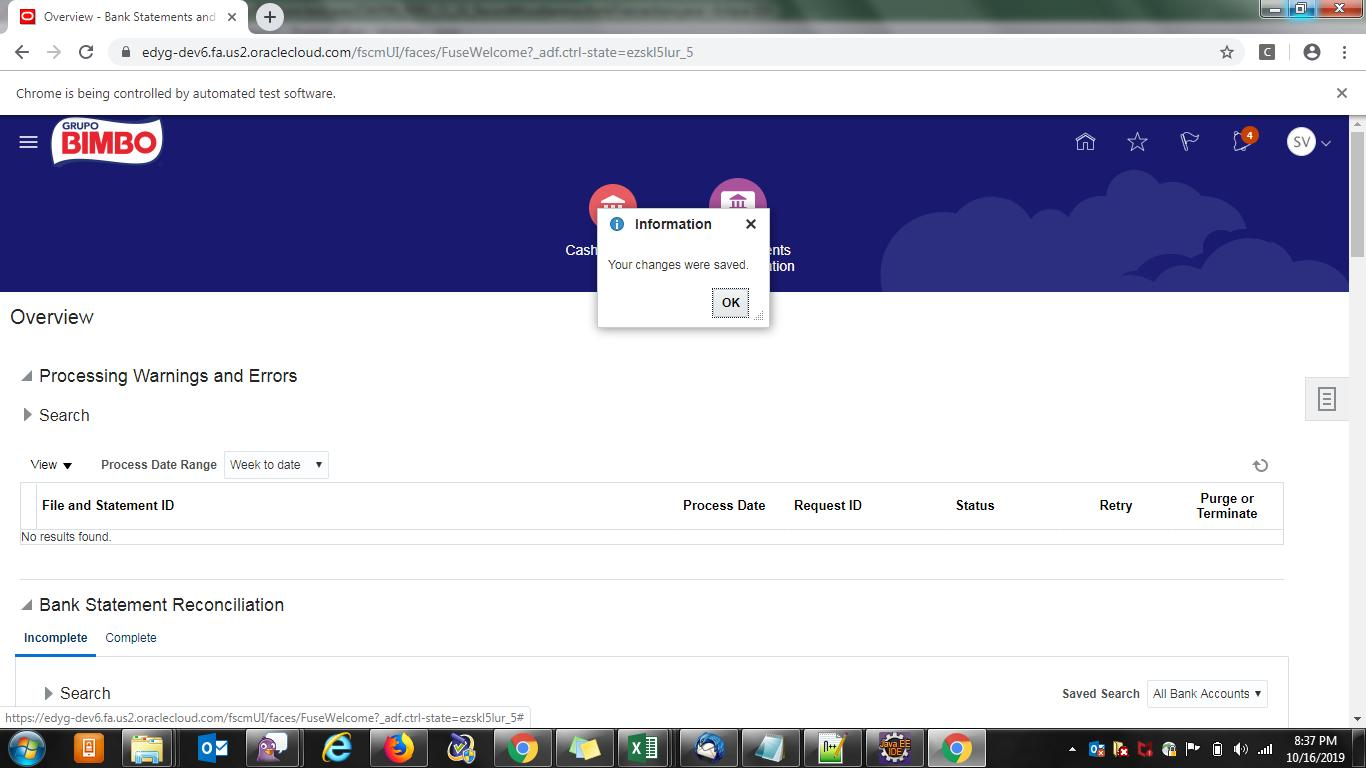 Overview - Bank Statements and
edyg-dev6.fa.us2.oraclecloud.com/fscmUI/faces/FuseWelcome?_adf.ctrl-state=ezskl5lur_5
C
Chrome is being controlled by automated test software.
GRUPO
BIMBO
4
SV
Information
Cash
ents
ation
Your changes were saved.
OK
Overview
Processing Warnings and Errors
Search
View
Process Date Range
Week to date
File and Statement ID
Process Date
Request ID
Status
Retry
Purge or
Terminate
No results found.
Bank Statement Reconciliation
Incomplete
Complete
Search
Saved Search
All Bank Accounts
https://edyg-dev6.fa.us2.oraclecloud.com/fscmUI/faces/FuseWelcome?_adf.ctrl-state=ezskl5lur_5#
Java EE
IDE
8:37 PM
10/16/2019